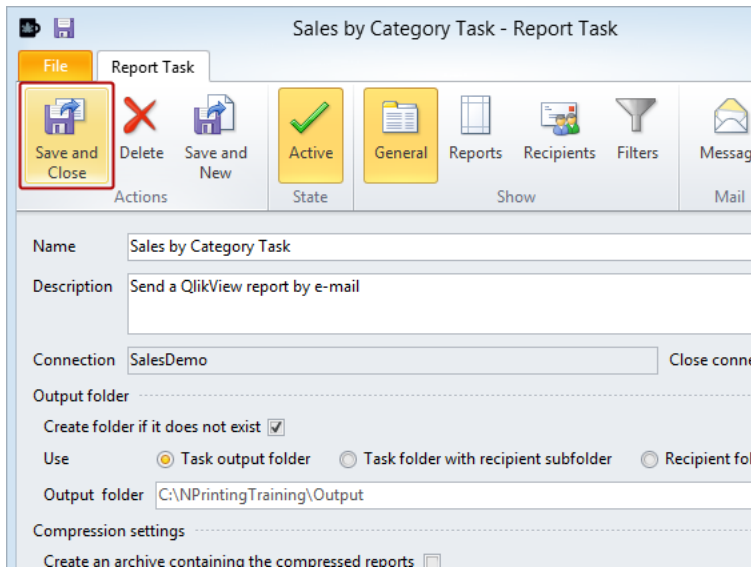 Sales by Category Task - Report Task
File Report Task
Save and Close Delete Save and New Active General Reports Recipients Filters
Actions State Show Mail
Name Sales by Category Task
Description Send a QlikView report by e-mail
Connection SalesDemo Close
Output folder
Create folder if it does not exist
Use Task output folder Task folder with recipient subfolder Recipient
Output folder C:\NPrintingTraining\Output
Compression settings
Create an archive containing the compressed reports